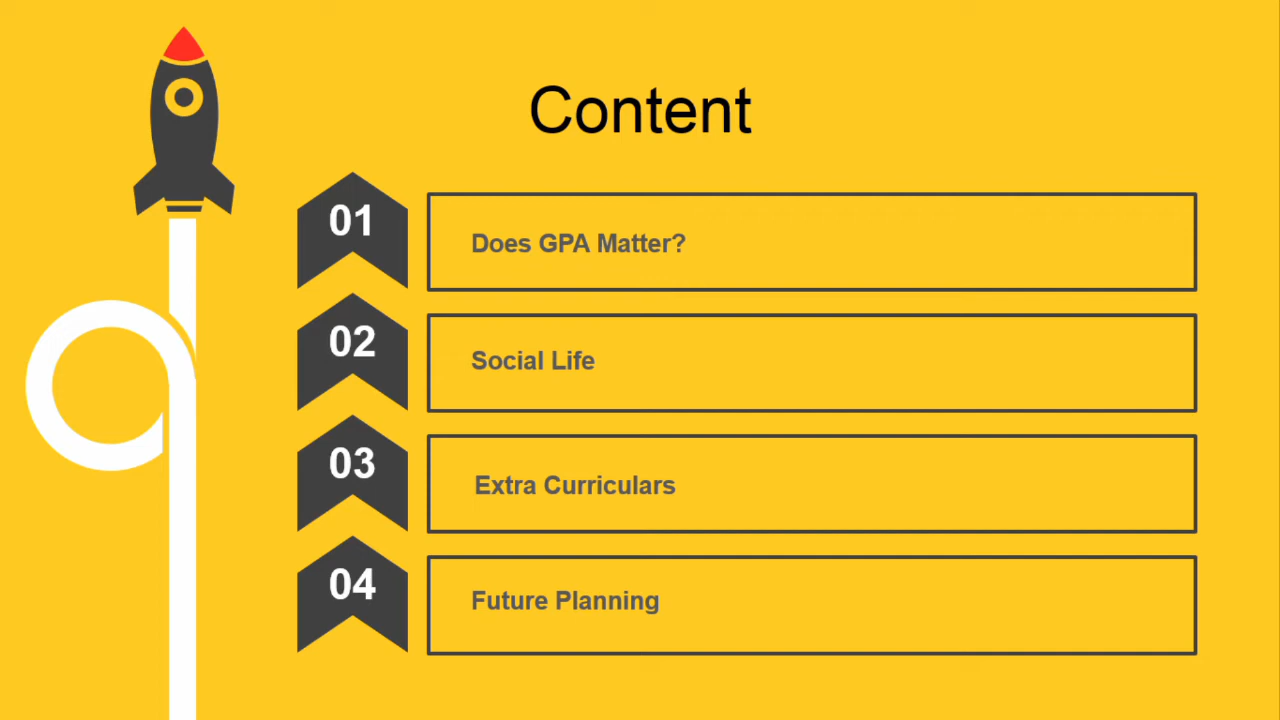 Content
01
Does GPA Matter?
02
Social Life
03
Extra Curriculars
04
Future Planning